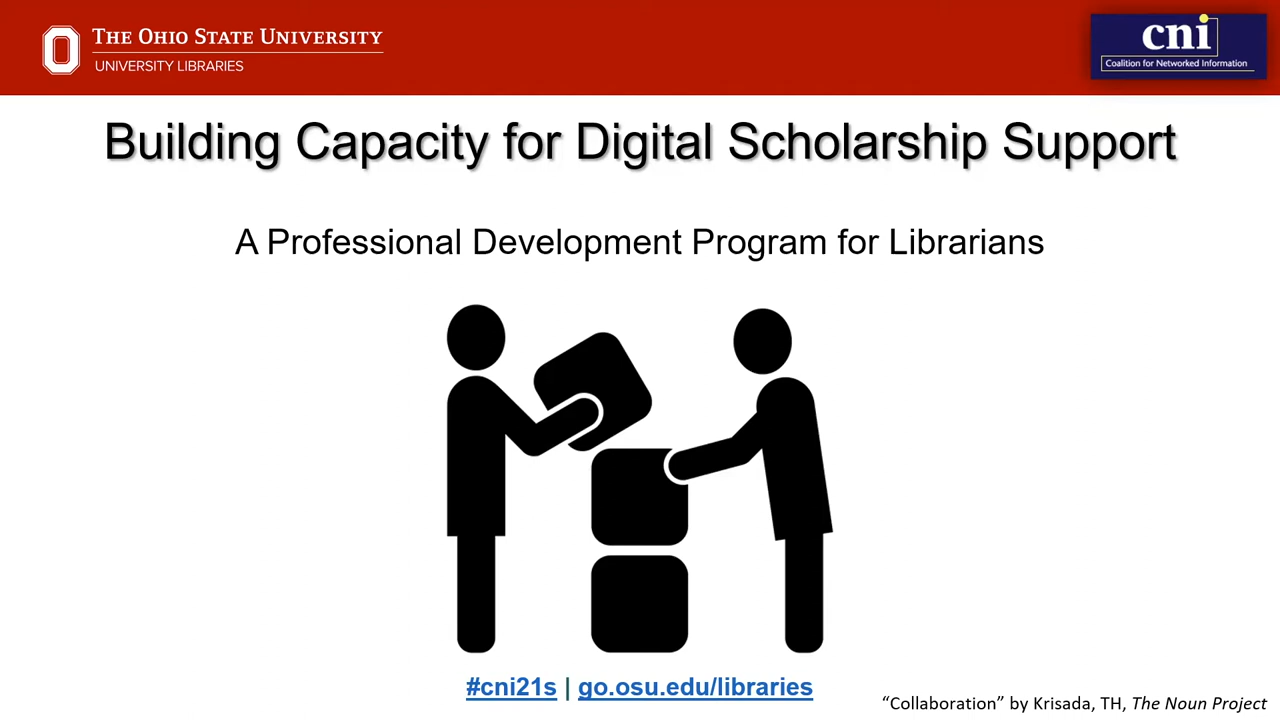 THE OHIO STATE UNIVERSITY
UNIVERSITY LIBRARIES
cni
Coalition for Networked Information
Building Capacity for Digital Scholarship Support
A Professional Development Program for Librarians
#cni21s | go.osu.edu/libraries
“Collaboration” by Krisada, TH, The Noun Project